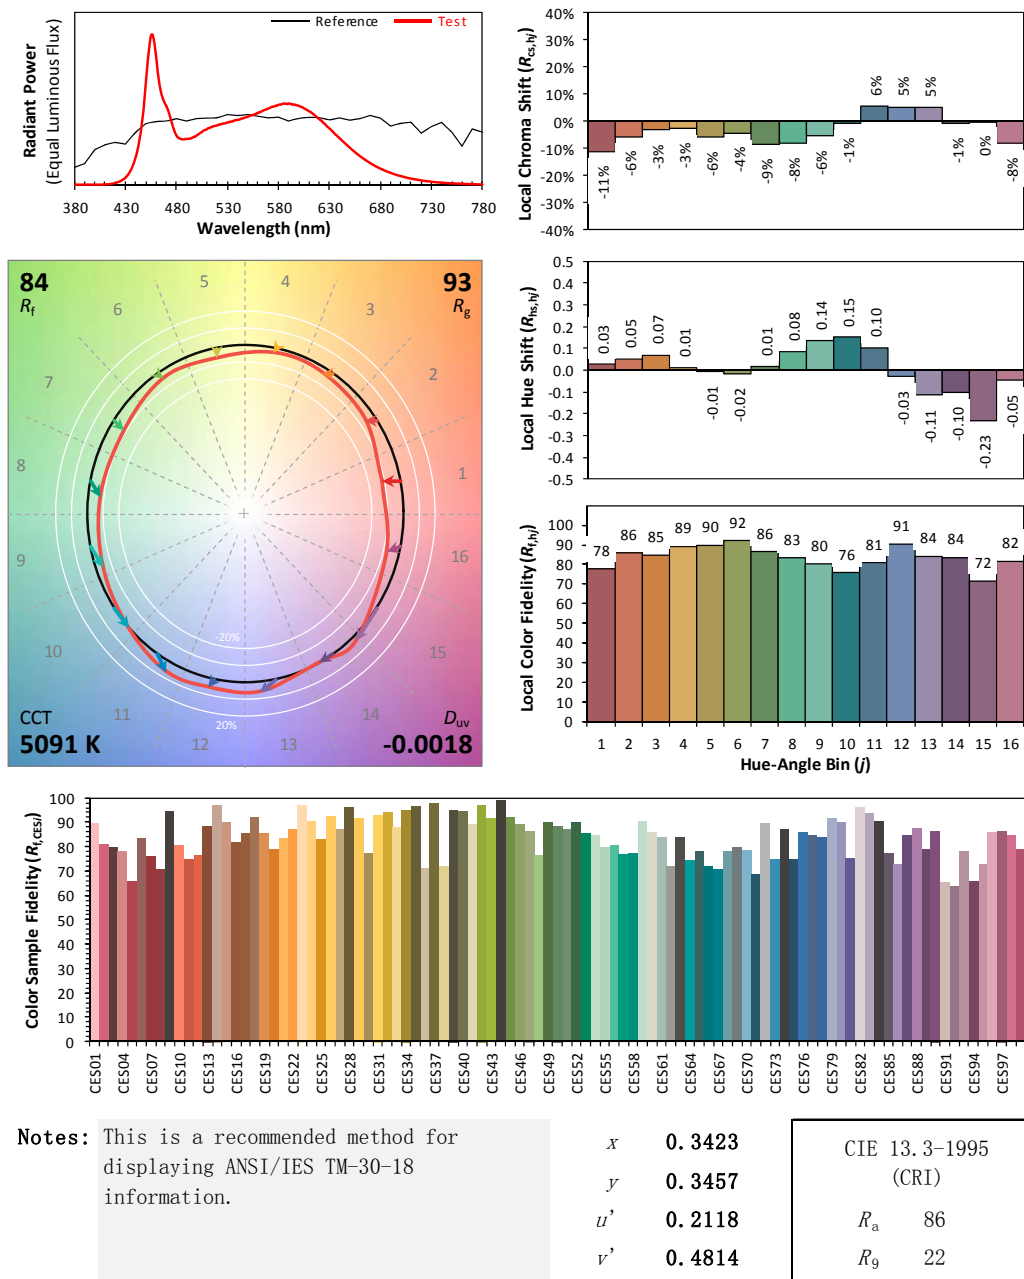 Reference Test
Radiant Power
(Equal Luminous Flux)
380 430 480 530 580 630 680 730 780
Wavelength (nm)
Local Chroma Shift (Rcs,hj)
40%
30%
20%
10%
0%
-10%
-20%
-30%
-40%
-11% -6% -3% -3% -6% -4% -9% -8% -6% -1% 6% 5% 5% -1% 0% -8%
84
Rf
93
Rg
5 4
6 3
7 2
8 1
9 16
10 15
11 14
12 13
-20%
20%
CCT
5091 K
Duv
-0.0018
Local Hue Shift (Rhs,hj)
0.5
0.4
0.3
0.2
0.1
0.0
-0.1
-0.2
-0.3
-0.4
-0.5
0.03 0.05 0.07 0.01 -0.01 -0.02 0.01 0.08 0.14 0.15 0.10 -0.03 -0.11 -0.10 -0.23 -0.05
Local Color Fidelity (Rf,hj)
100
90
80
70
60
50
40
30
20
10
0
78 86 85 89 90 92 86 83 80 76 81 91 84 84 72 82
1 2 3 4 5 6 7 8 9 10 11 12 13 14 15 16
Hue-Angle Bin (j)
Color Sample Fidelity (Rf,CESi)
100
90
80
70
60
50
40
30
20
10
0
CES01 CES04 CES07 CES10 CES13 CES16 CES19 CES22 CES25 CES28 CES31 CES34 CES37 CES40 CES43 CES46 CES49 CES52 CES55 CES58 CES61 CES64 CES67 CES70 CES73 CES76 CES79 CES82 CES85 CES88 CES91 CES94 CES97
Notes: This is a recommended method for
displaying ANSI/IES TM-30-18
information.
x 0.3423
y 0.3457
u' 0.2118
v' 0.4814
CIE 13.3-1995
(CRI)
Ra 86
R9 22